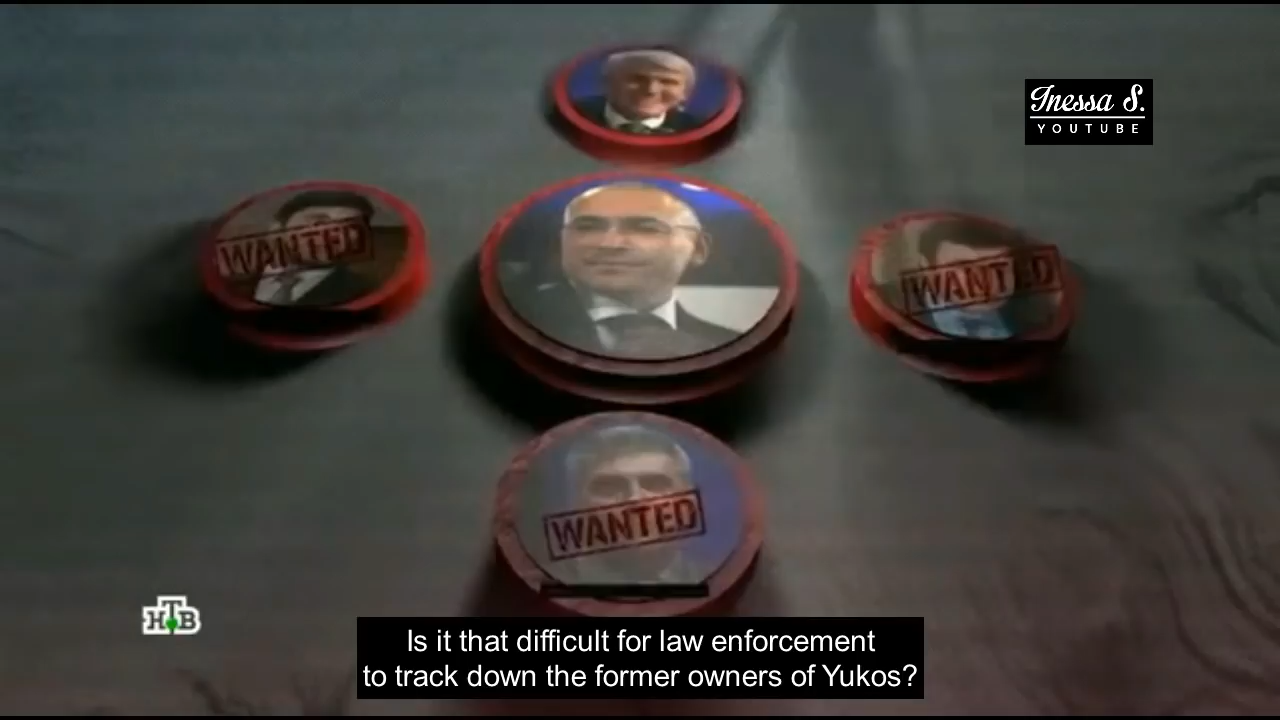 Inessa S.
YOUTUBE
WANTED
WANTED
WANTED
НТВ
Is it that difficult for law enforcement
to track down the former owners of Yukos?